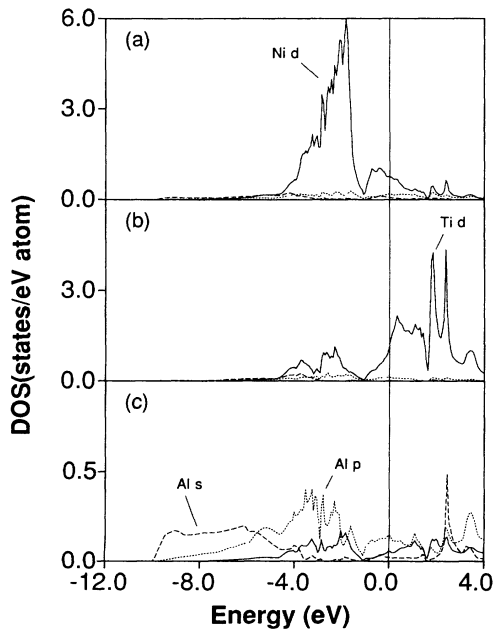 6.0
(a)
Ni d
3.0
0.0
(b)
Ti d
3.0
0.0
(c)
Al s
Al p
0.5
0.0
-12.0 -8.0 -4.0 0.0 4.0
Energy (eV)
DOS(states/eV atom)